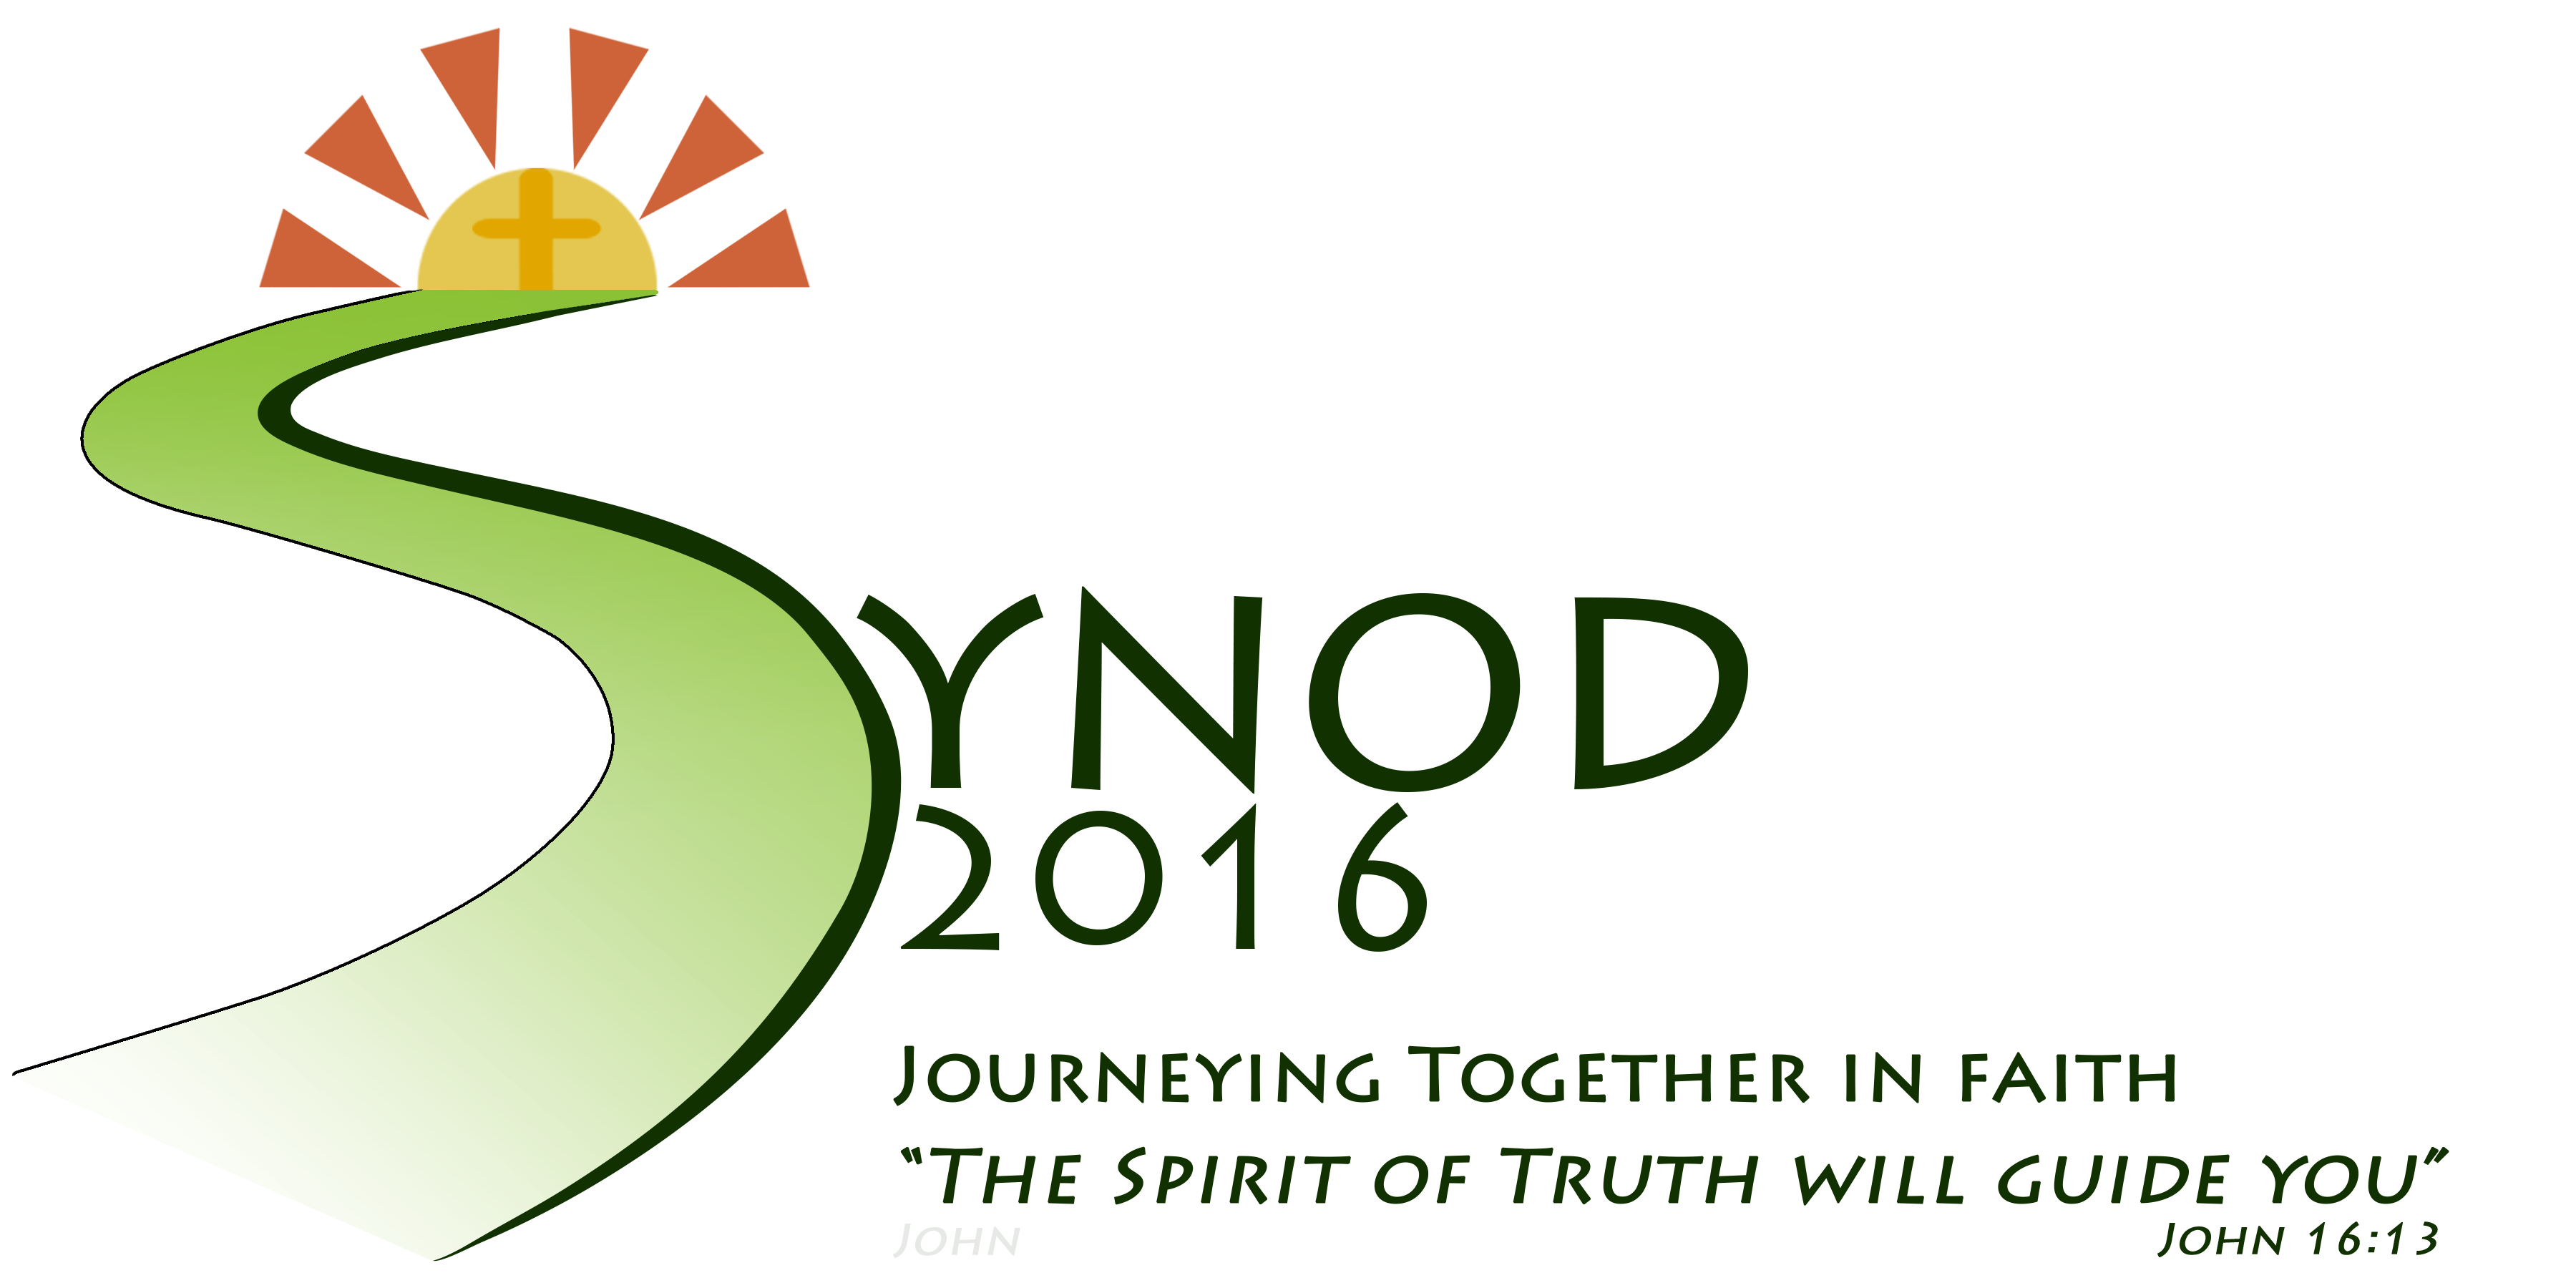 SYNOD
2016
JOURNEYING TOGETHER IN FAITH
“THE SPIRIT OF TRUTH WILL GUIDE YOU”
JOHN JOHN 16:13